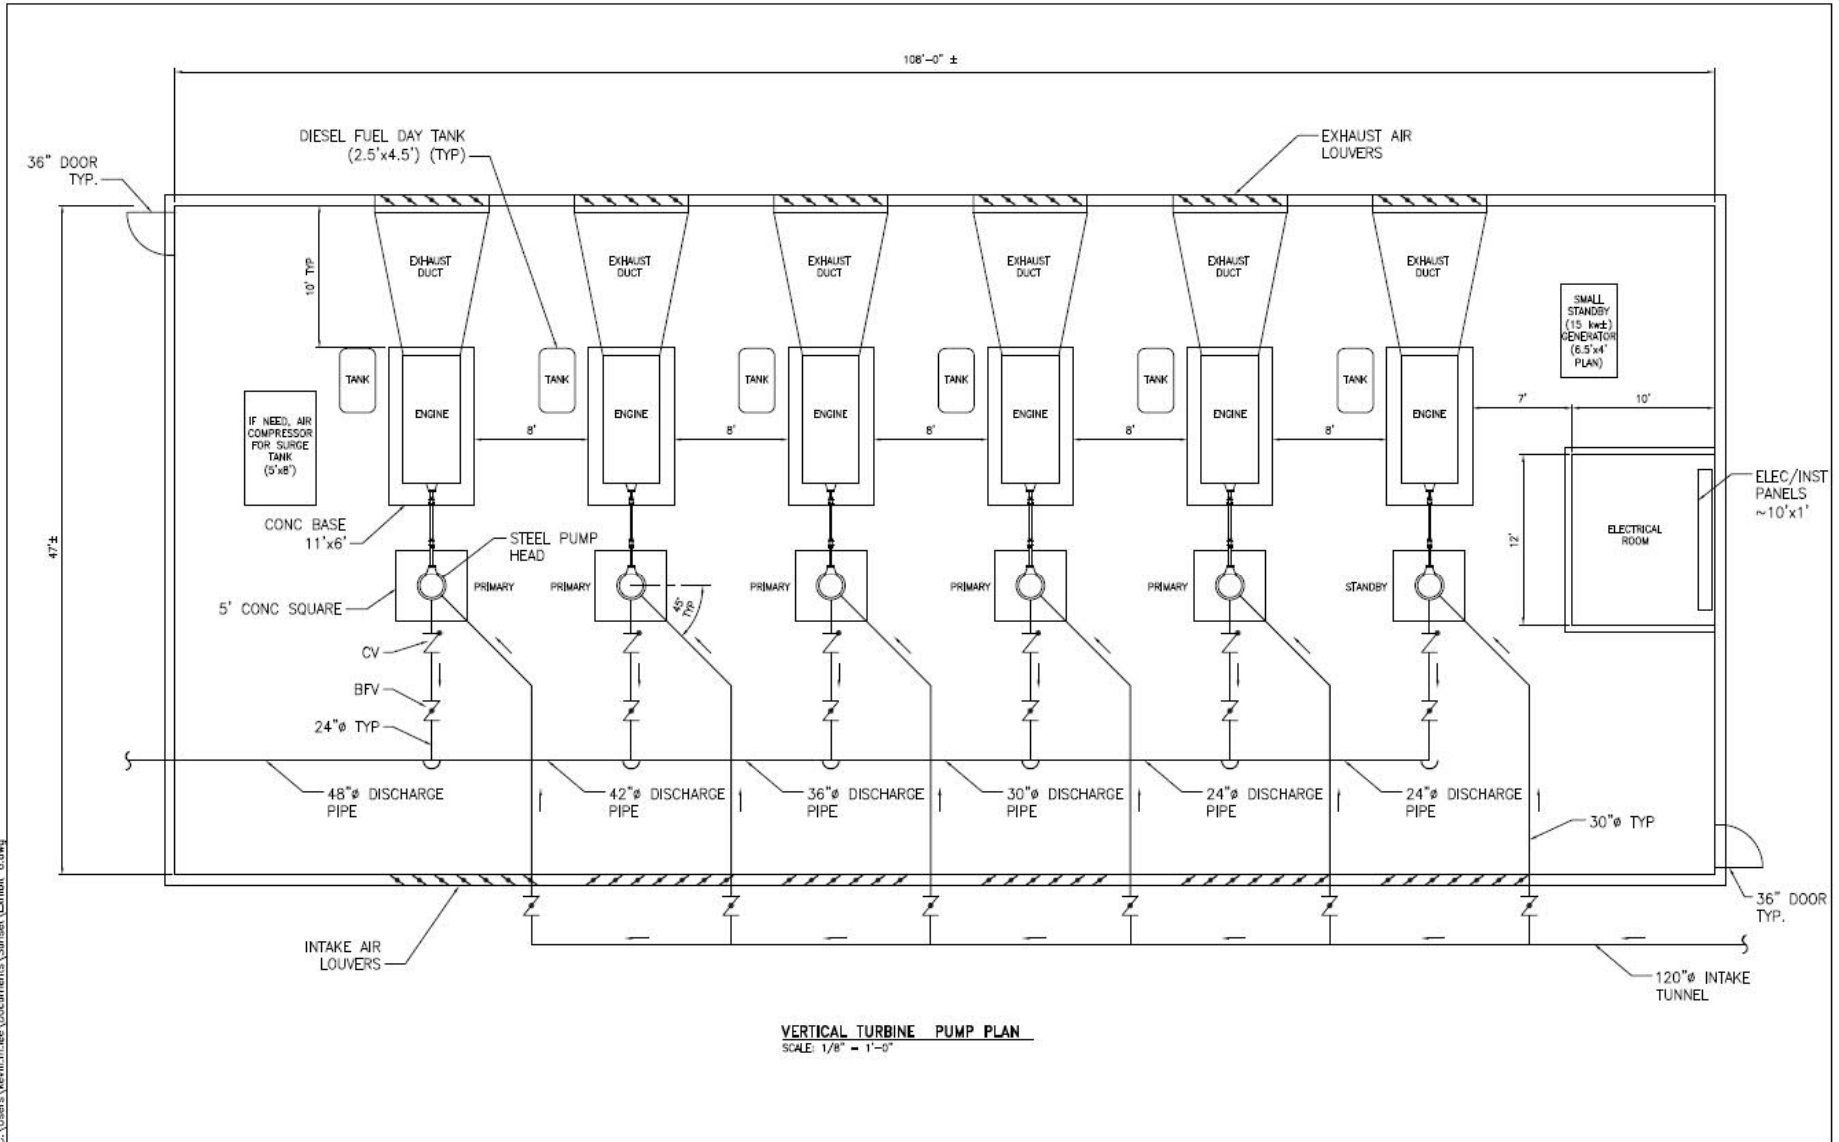 108'-0" ±
DIESEL FUEL DAY TANK
(2.5'x4.5') (TYP)
EXHAUST AIR
LOUVERS
36" DOOR
TYP.
EXHAUST
DUCT
EXHAUST
DUCT
EXHAUST
DUCT
EXHAUST
DUCT
EXHAUST
DUCT
EXHAUST
DUCT
10' TYP
SMALL
STANDBY
(15 kw±)
GENERATOR
(6.5'x4'
PLAN)
TANK
TANK
TANK
TANK
TANK
TANK
ENGINE
ENGINE
ENGINE
ENGINE
ENGINE
ENGINE
8'
8'
8'
8'
8'
7'
10'
IF NEED, AIR
COMPRESSOR
FOR SURGE
TANK
(5'x8')
47'±
CONC BASE
11'x6'
STEEL PUMP
HEAD
ELEC/INST
PANELS
~10'x1'
12'
ELECTRICAL
ROOM
PRIMARY
PRIMARY
PRIMARY
PRIMARY
PRIMARY
STANDBY
45°
TYP
5' CONC SQUARE
CV
BFV
24"ø TYP
48"ø DISCHARGE
PIPE
42"ø DISCHARGE
PIPE
36"ø DISCHARGE
PIPE
30"ø DISCHARGE
PIPE
24"ø DISCHARGE
PIPE
24"ø DISCHARGE
PIPE
30"ø TYP
36" DOOR
TYP.
INTAKE AIR
LOUVERS
120"ø INTAKE
TUNNEL
VERTICAL TURBINE PUMP PLAN
SCALE: 1/8" = 1'-0"